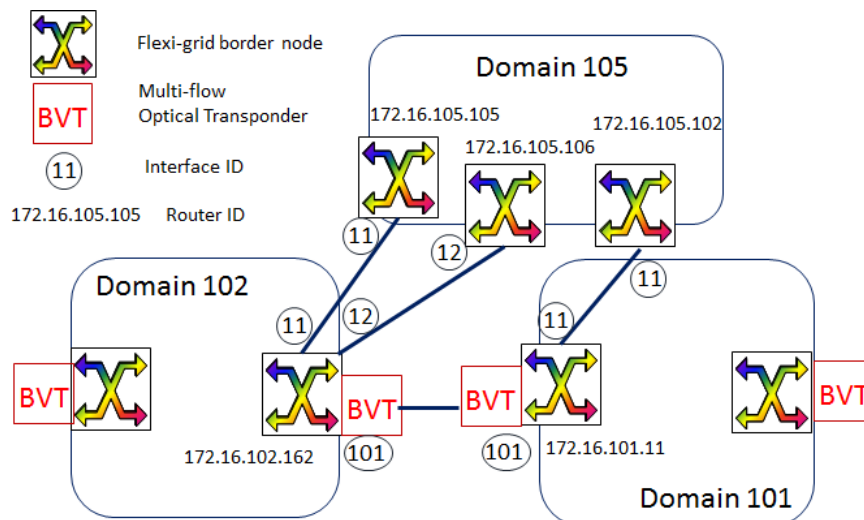 Flexi-grid border node
BVT
Multi-flow
Optical Transponder
11
Interface ID
172.16.105.105
Router ID
Domain 105
172.16.105.105
172.16.105.106
172.16.105.102
11
12
11
Domain 102
11
12
11
BVT
BVT
BVT
BVT
172.16.102.162
101
101
172.16.101.11
Domain 101